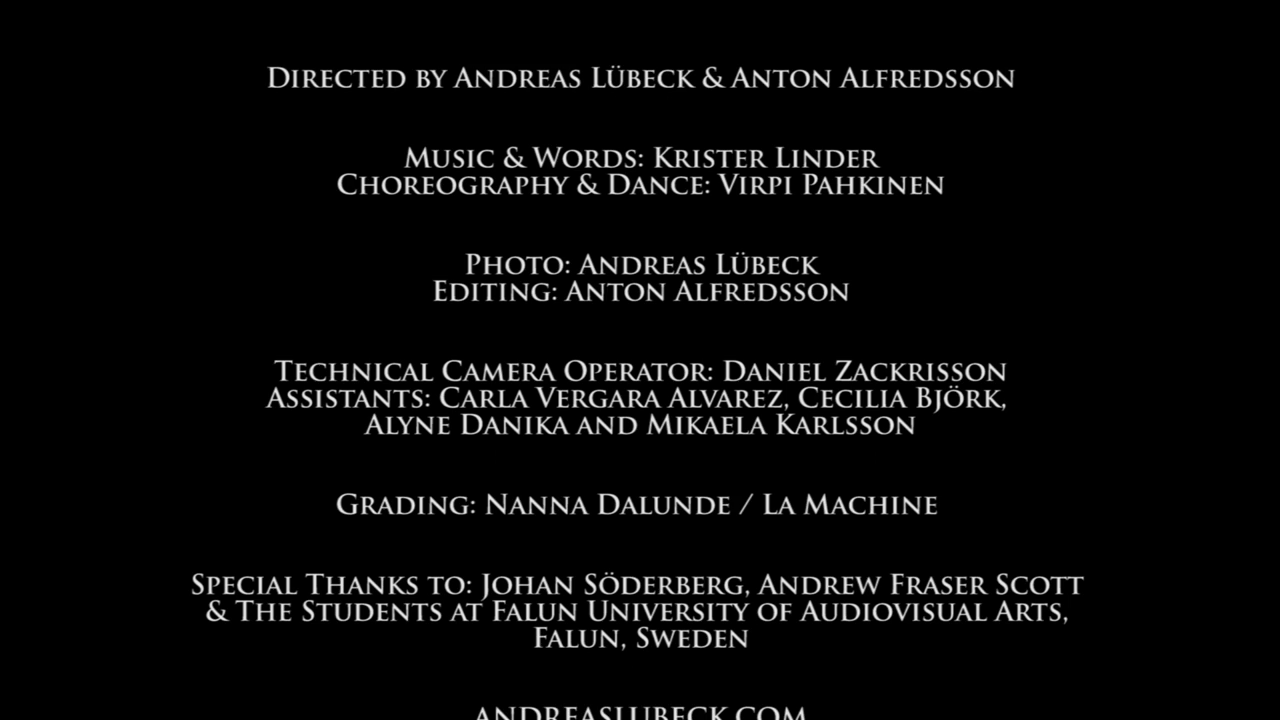 Directed by Andreas Lübeck & Anton Alfredsson
Music & Words: Krister Linder
Choreography & Dance: Virpi Pahkinen
Photo: Andreas Lübeck
Editing: Anton Alfredsson
Technical Camera Operator: Daniel Zackrisson
Assistants: Carla Vergara Alvarez, Cecilia Björk,
Alyne Danika and Mikaela Karlsson
Grading: Nanna Dalunde / La Machine
Special Thanks to: Johan Söderberg, Andrew Fraser Scott
& The Students at Falun University of Audiovisual Arts,
Falun, Sweden
andreaslubeck.com